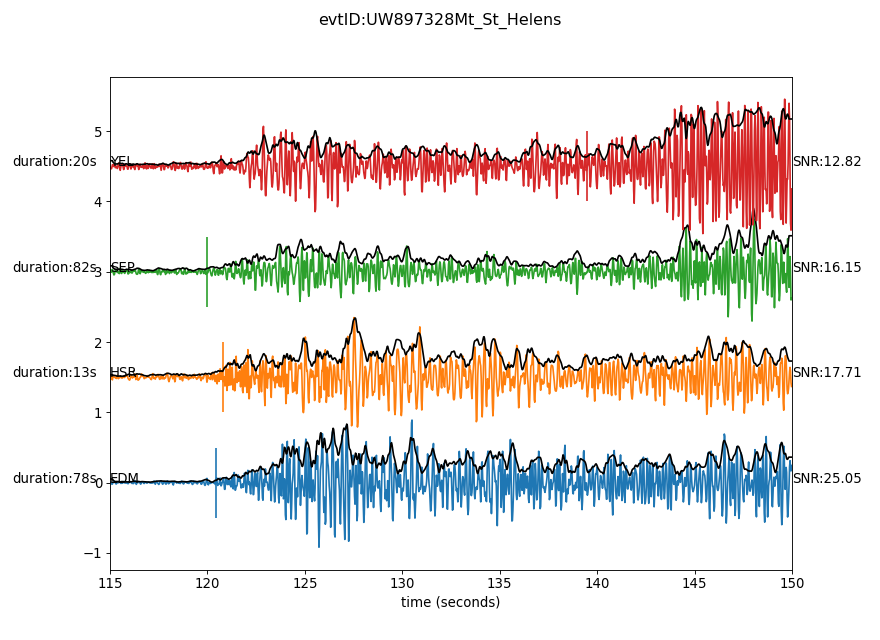 evtID:UW897328Mt_St_Helens
5
duration:20s YEL SNR:12.82
4
duration:82s 3 SEP SNR:16.15
2
duration:13s HSR SNR:17.71
1
duration:78s 0 EDM SNR:25.05
−1
115 120 125 130 135 140 145 150
time (seconds)